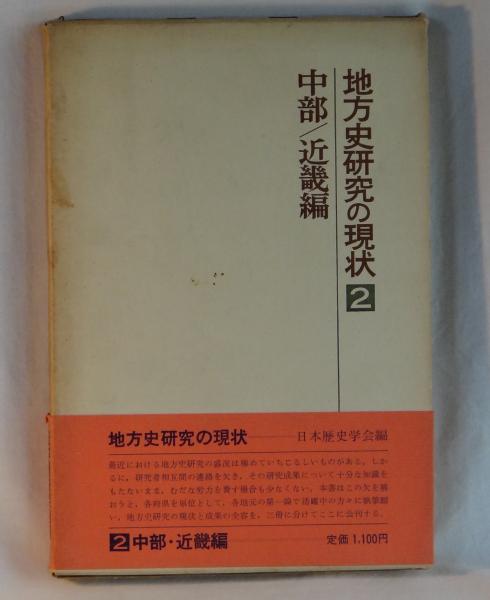 地方史研究の現状 2
中部/近畿編
地方史研究の現状 日本歴史学会編
最近における地方史研究の盛況は極めていちじるしいものがある。しか
るに、研究者相互間の連絡を欠き、その研究成果について十分な知識を
もたないまま、むだな労力を費す場合も少なくない。本書はこの欠を補
おうと、各府県を単位として、各地元の第一線で活躍中の方々に執筆願
い、地方史研究の現状と成果の全容を、三冊に分けてここに公刊する。
2 中部・近畿編 定価 1,100円